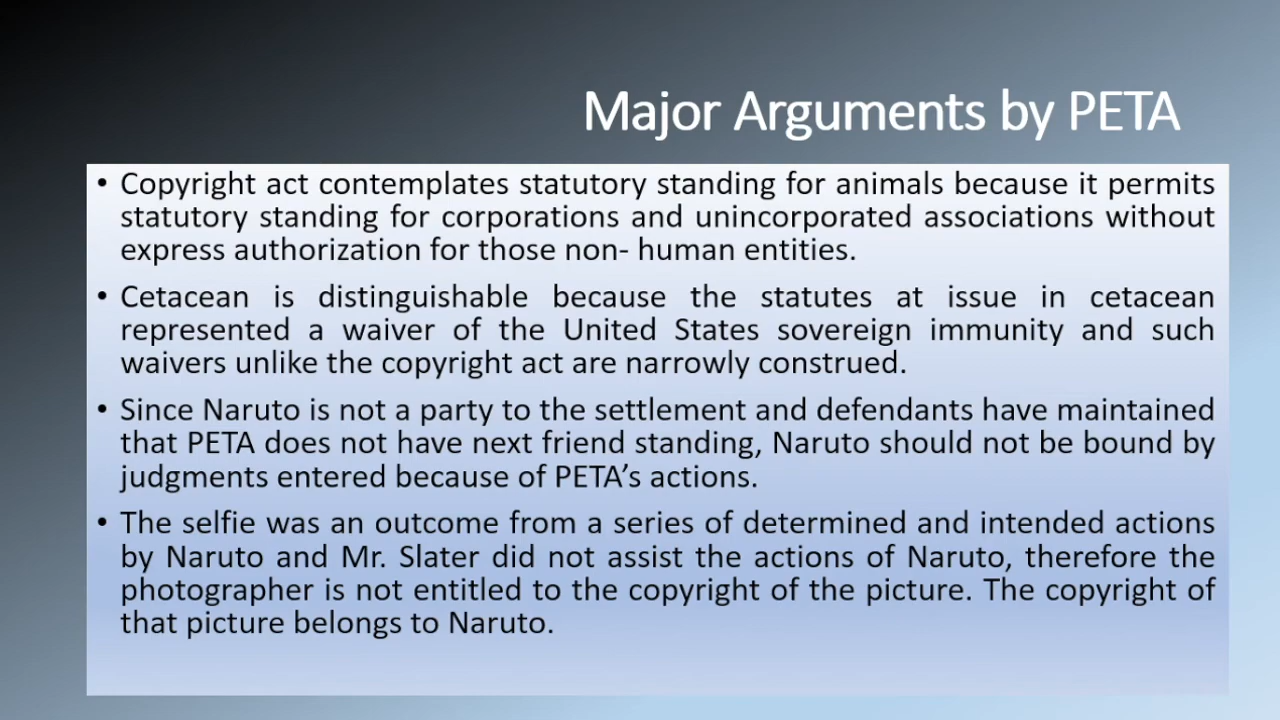 Major Arguments by PETA
• Copyright act contemplates statutory standing for animals because it permits
statutory standing for corporations and unincorporated associations without
express authorization for those non- human entities.
• Cetacean is distinguishable because the statutes at issue in cetacean
represented a waiver of the United States sovereign immunity and such
waivers unlike the copyright act are narrowly construed.
• Since Naruto is not a party to the settlement and defendants have maintained
that PETA does not have next friend standing, Naruto should not be bound by
judgments entered because of PETA’s actions.
• The selfie was an outcome from a series of determined and intended actions
by Naruto and Mr. Slater did not assist the actions of Naruto, therefore the
photographer is not entitled to the copyright of the picture. The copyright of
that picture belongs to Naruto.